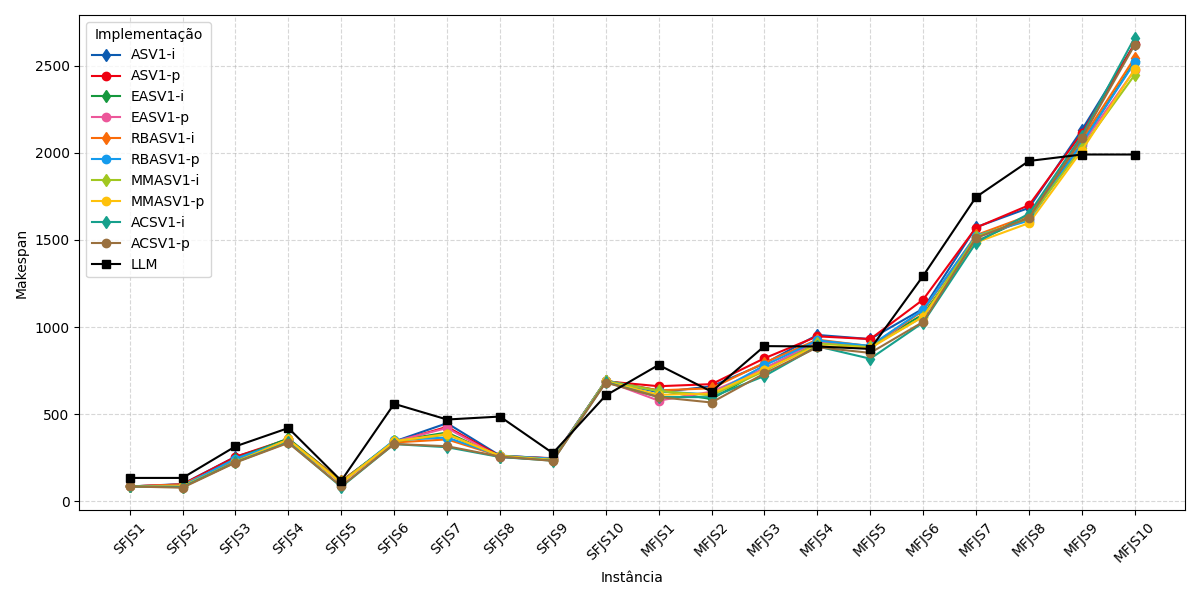 Implementação
ASV1-i
ASV1-p
EASV1-i
EASV1-p
RBASV1-i
RBASV1-p
MMASV1-i
MMASV1-p
ACSV1-i
ACSV1-p
LLM
Makespan
2500
2000
1500
1000
500
0
SFJS1
SFJS2
SFJS3
SFJS4
SFJS5
SFJS6
SFJS7
SFJS8
SFJS9
SFJS10
MFJS1
MFJS2
MFJS3
MFJS4
MFJS5
MFJS6
MFJS7
MFJS8
MFJS9
MFJS10
Instância